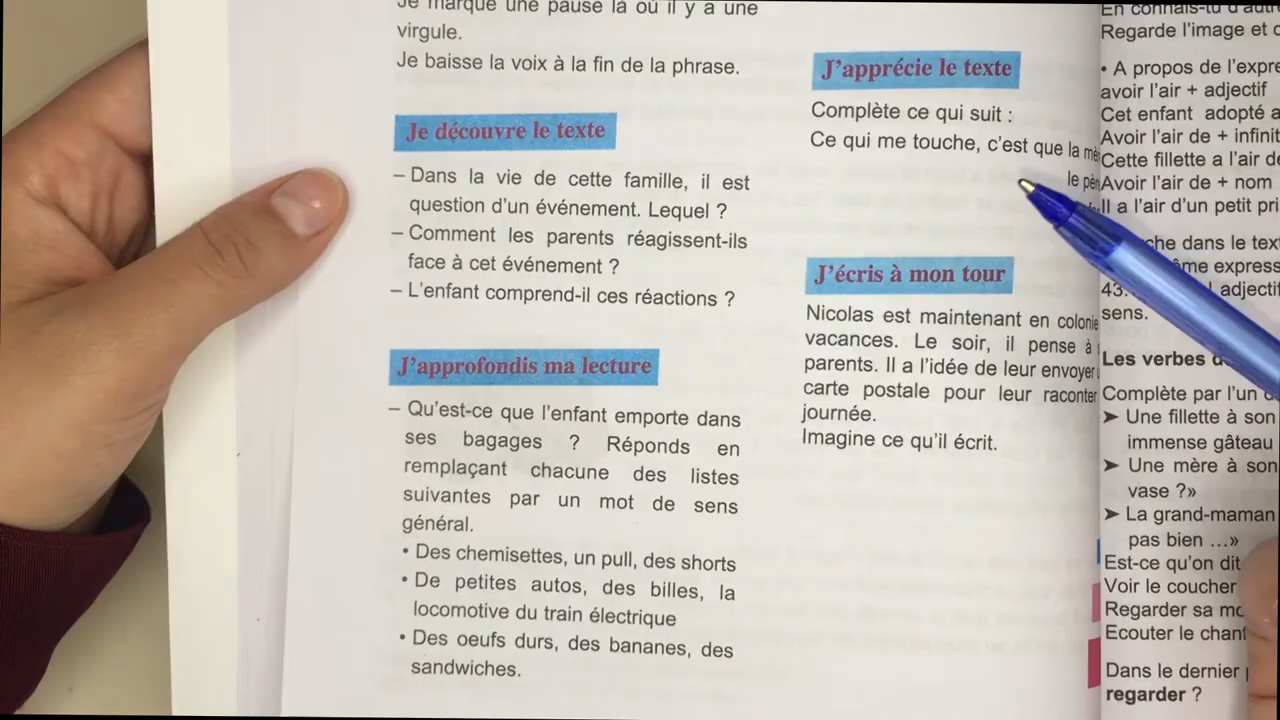 Je marque une pause là où il y a une
virgule.
Je baisse la voix à la fin de la phrase.
Je découvre le texte
– Dans la vie de cette famille, il est
question d'un événement. Lequel ?
– Comment les parents réagissent-ils
face à cet événement ?
– L'enfant comprend-il ces réactions ?
J'approfondis ma lecture
– Qu'est-ce que l'enfant emporte dans
ses bagages ? Réponds en
remplaçant chacune des listes
suivantes par un mot de sens
général.
• Des chemisettes, un pull, des shorts
• De petites autos, des billes, la
locomotive du train électrique
• Des oeufs durs, des bananes, des
sandwiches.
J'apprécie le texte
Complète ce qui suit :
Ce qui me touche, c'est que la
le
J'écris à mon tour
Nicolas est maintenant en colonie
vacances. Le soir, il pense à
parents. Il a l'idée de leur envoyer
carte postale pour leur raconter
journée.
Imagine ce qu'il écrit.
En connais-tu
Regarde l'image et
• A propos de
avoir l'air + adjectif
Cet enfant adopté
Avoir l'air de +
Cette fillette a l'air
Avoir l'air de + nom
Il a l'air d'un petit
dans le
43.
sens.
Les verbes
Complète par l'un
➤ Une fillette à son
immense gâteau
➤ Une mère à son
vase ?»
➤ La grand-maman
pas bien ...»
Est-ce qu'on dit
Voir le coucher
Regarder sa
Ecouter le
Dans le dernier
regarder ?